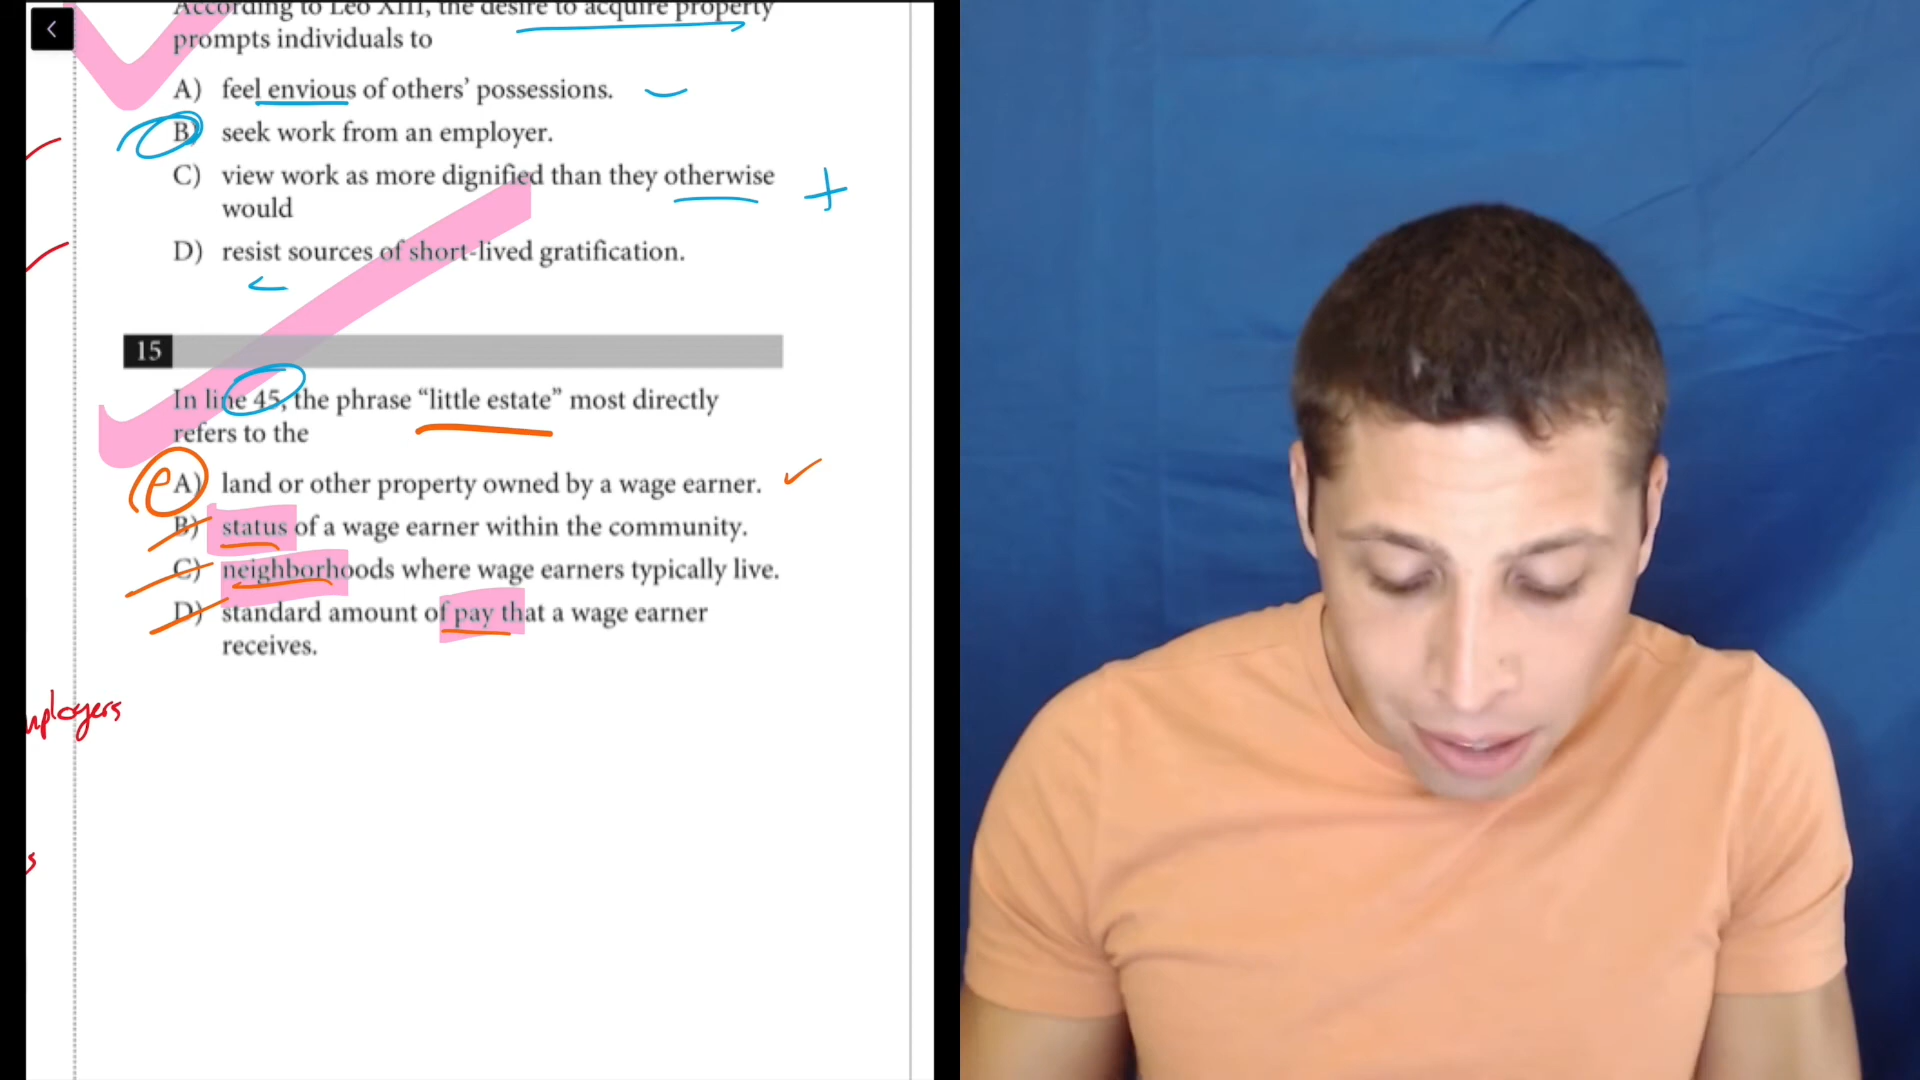 According to Leo XIII, the desire to acquire property
prompts individuals to
A) feel envious of others' possessions.
B) seek work from an employer.
C) view work as more dignified than they otherwise
would
D) resist sources of short-lived gratification.
15
In line 45, the phrase “little estate” most directly
refers to the
A) land or other property owned by a wage earner.
B) status of a wage earner within the community.
C) neighborhoods where wage earners typically live.
D) standard amount of pay that a wage earner
receives.
mployers
s